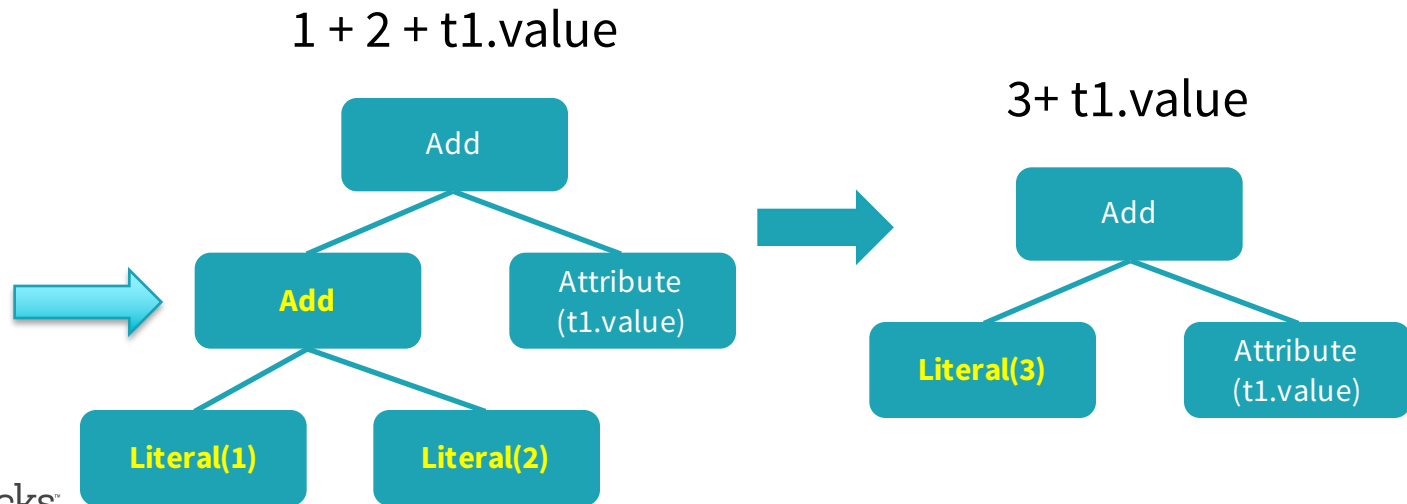 1 + 2 + t1.value
Add
Add
Attribute
(t1.value)
Literal(1)
Literal(2)
3+ t1.value
Add
Literal(3)
Attribute
(t1.value)